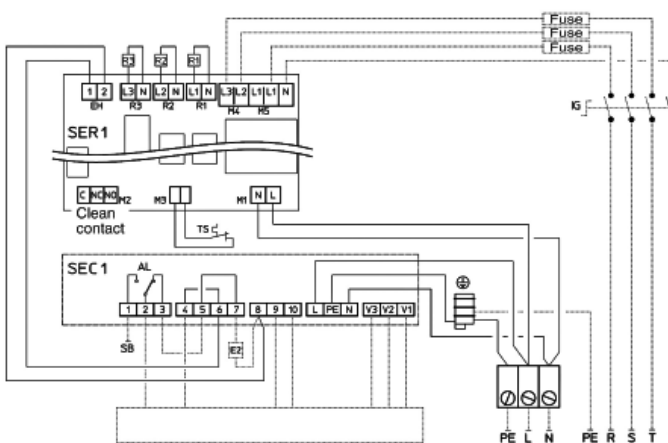 Fuse
Fuse
Fuse
R3 R2 R1
1 2 L3 N L2 N L1 N L3 L2 L1 L1 N
EH R3 R2 R1 M4 M5
IG
SER1
C NC NO M2 M3 M1 N L
Clean
contact
TS
SEC1
AL
1 2 3 4 5 6 7 8 9 10 L PE N V3 V2 V1
SB E2
PE L N PE R S T